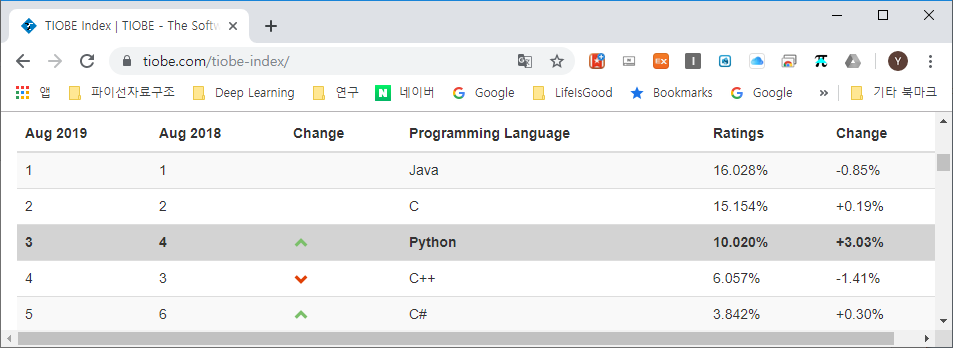 TIOBE Index | TIOBE - The Softw
tiobe.com/tiobe-index/
EX
I
π
Y
앱 파이선자료구조 Deep Learning 연구 N 네이버 G Google LifeIsGood Bookmarks G Google » 기타 북마크
Aug 2019 Aug 2018 Change Programming Language Ratings Change
1 1 Java 16.028% -0.85%
2 2 C 15.154% +0.19%
3 4 Python 10.020% +3.03%
4 3 C++ 6.057% -1.41%
5 6 C# 3.842% +0.30%